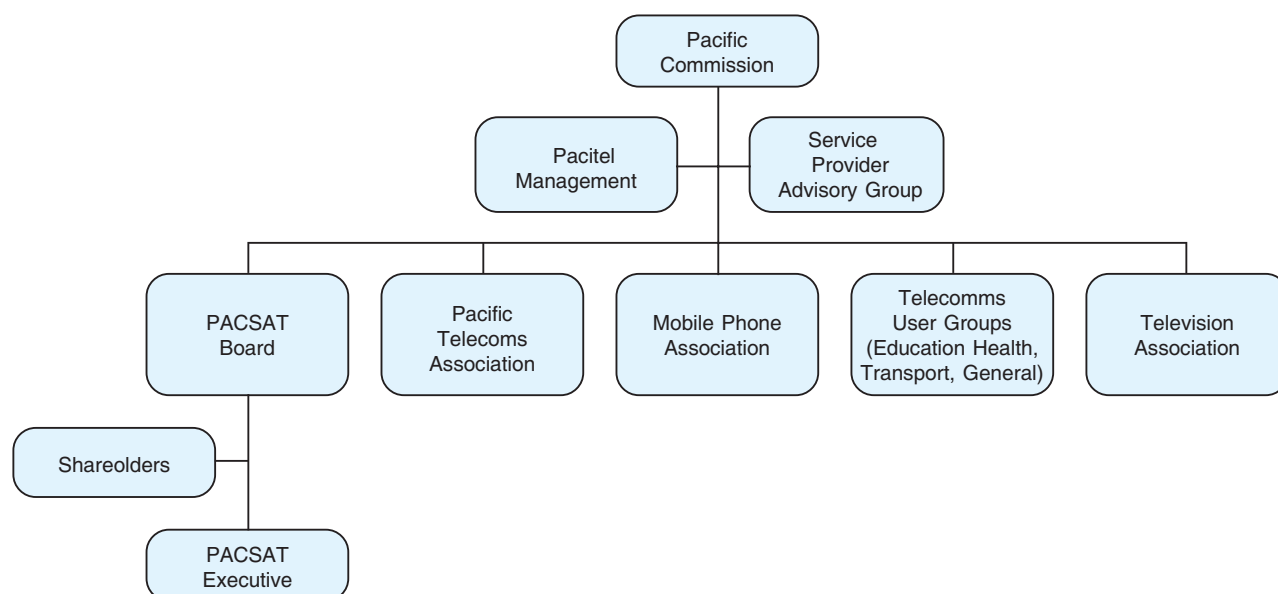 Pacific
Commission
Pacitel
Management
Service
Provider
Advisory Group
PACSAT
Board
Pacific
Telecoms
Association
Mobile Phone
Association
Telecomms
User Groups
(Education Health,
Transport, General)
Television
Association
Shareolders
PACSAT
Executive